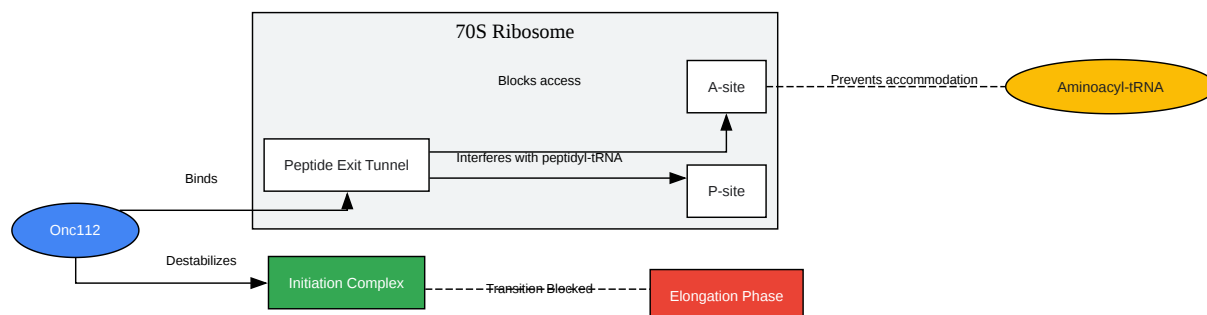 70S Ribosome
Blocks access
A-site
Prevents accommodation
Aminoacyl-tRNA
Peptide Exit Tunnel
Interferes with peptidyl-tRNA
Binds
P-site
Onc112
Destabilizes
Initiation Complex
Transition Blocked
Elongation Phase